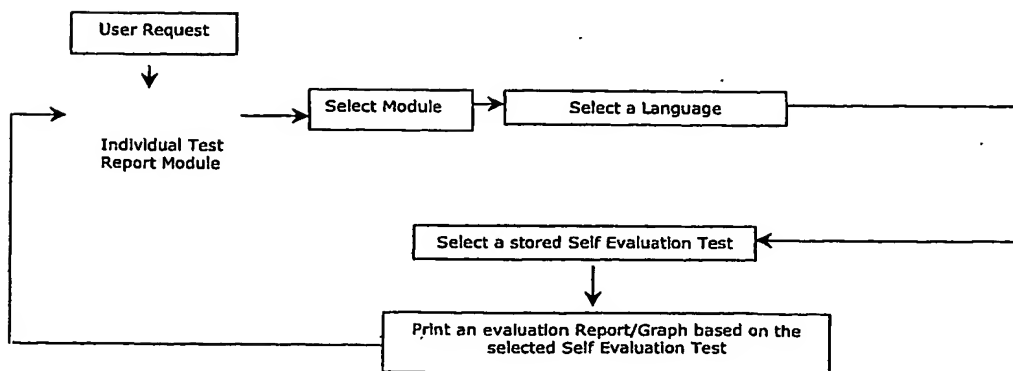 User Request
Individual Test
Report Module
Select Module
Select a Language
Select a stored Self Evaluation Test
Print an evaluation Report/Graph based on the
selected Self Evaluation Test